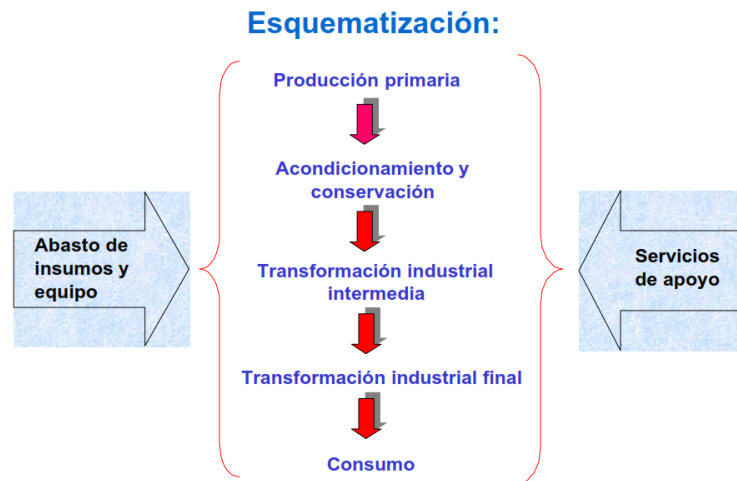 Esquematización:
Producción primaria
Acondicionamiento y
conservación
Abasto de
insumos y
equipo
Transformación industrial
intermedia
Servicios
de apoyo
Transformación industrial final
Consumo